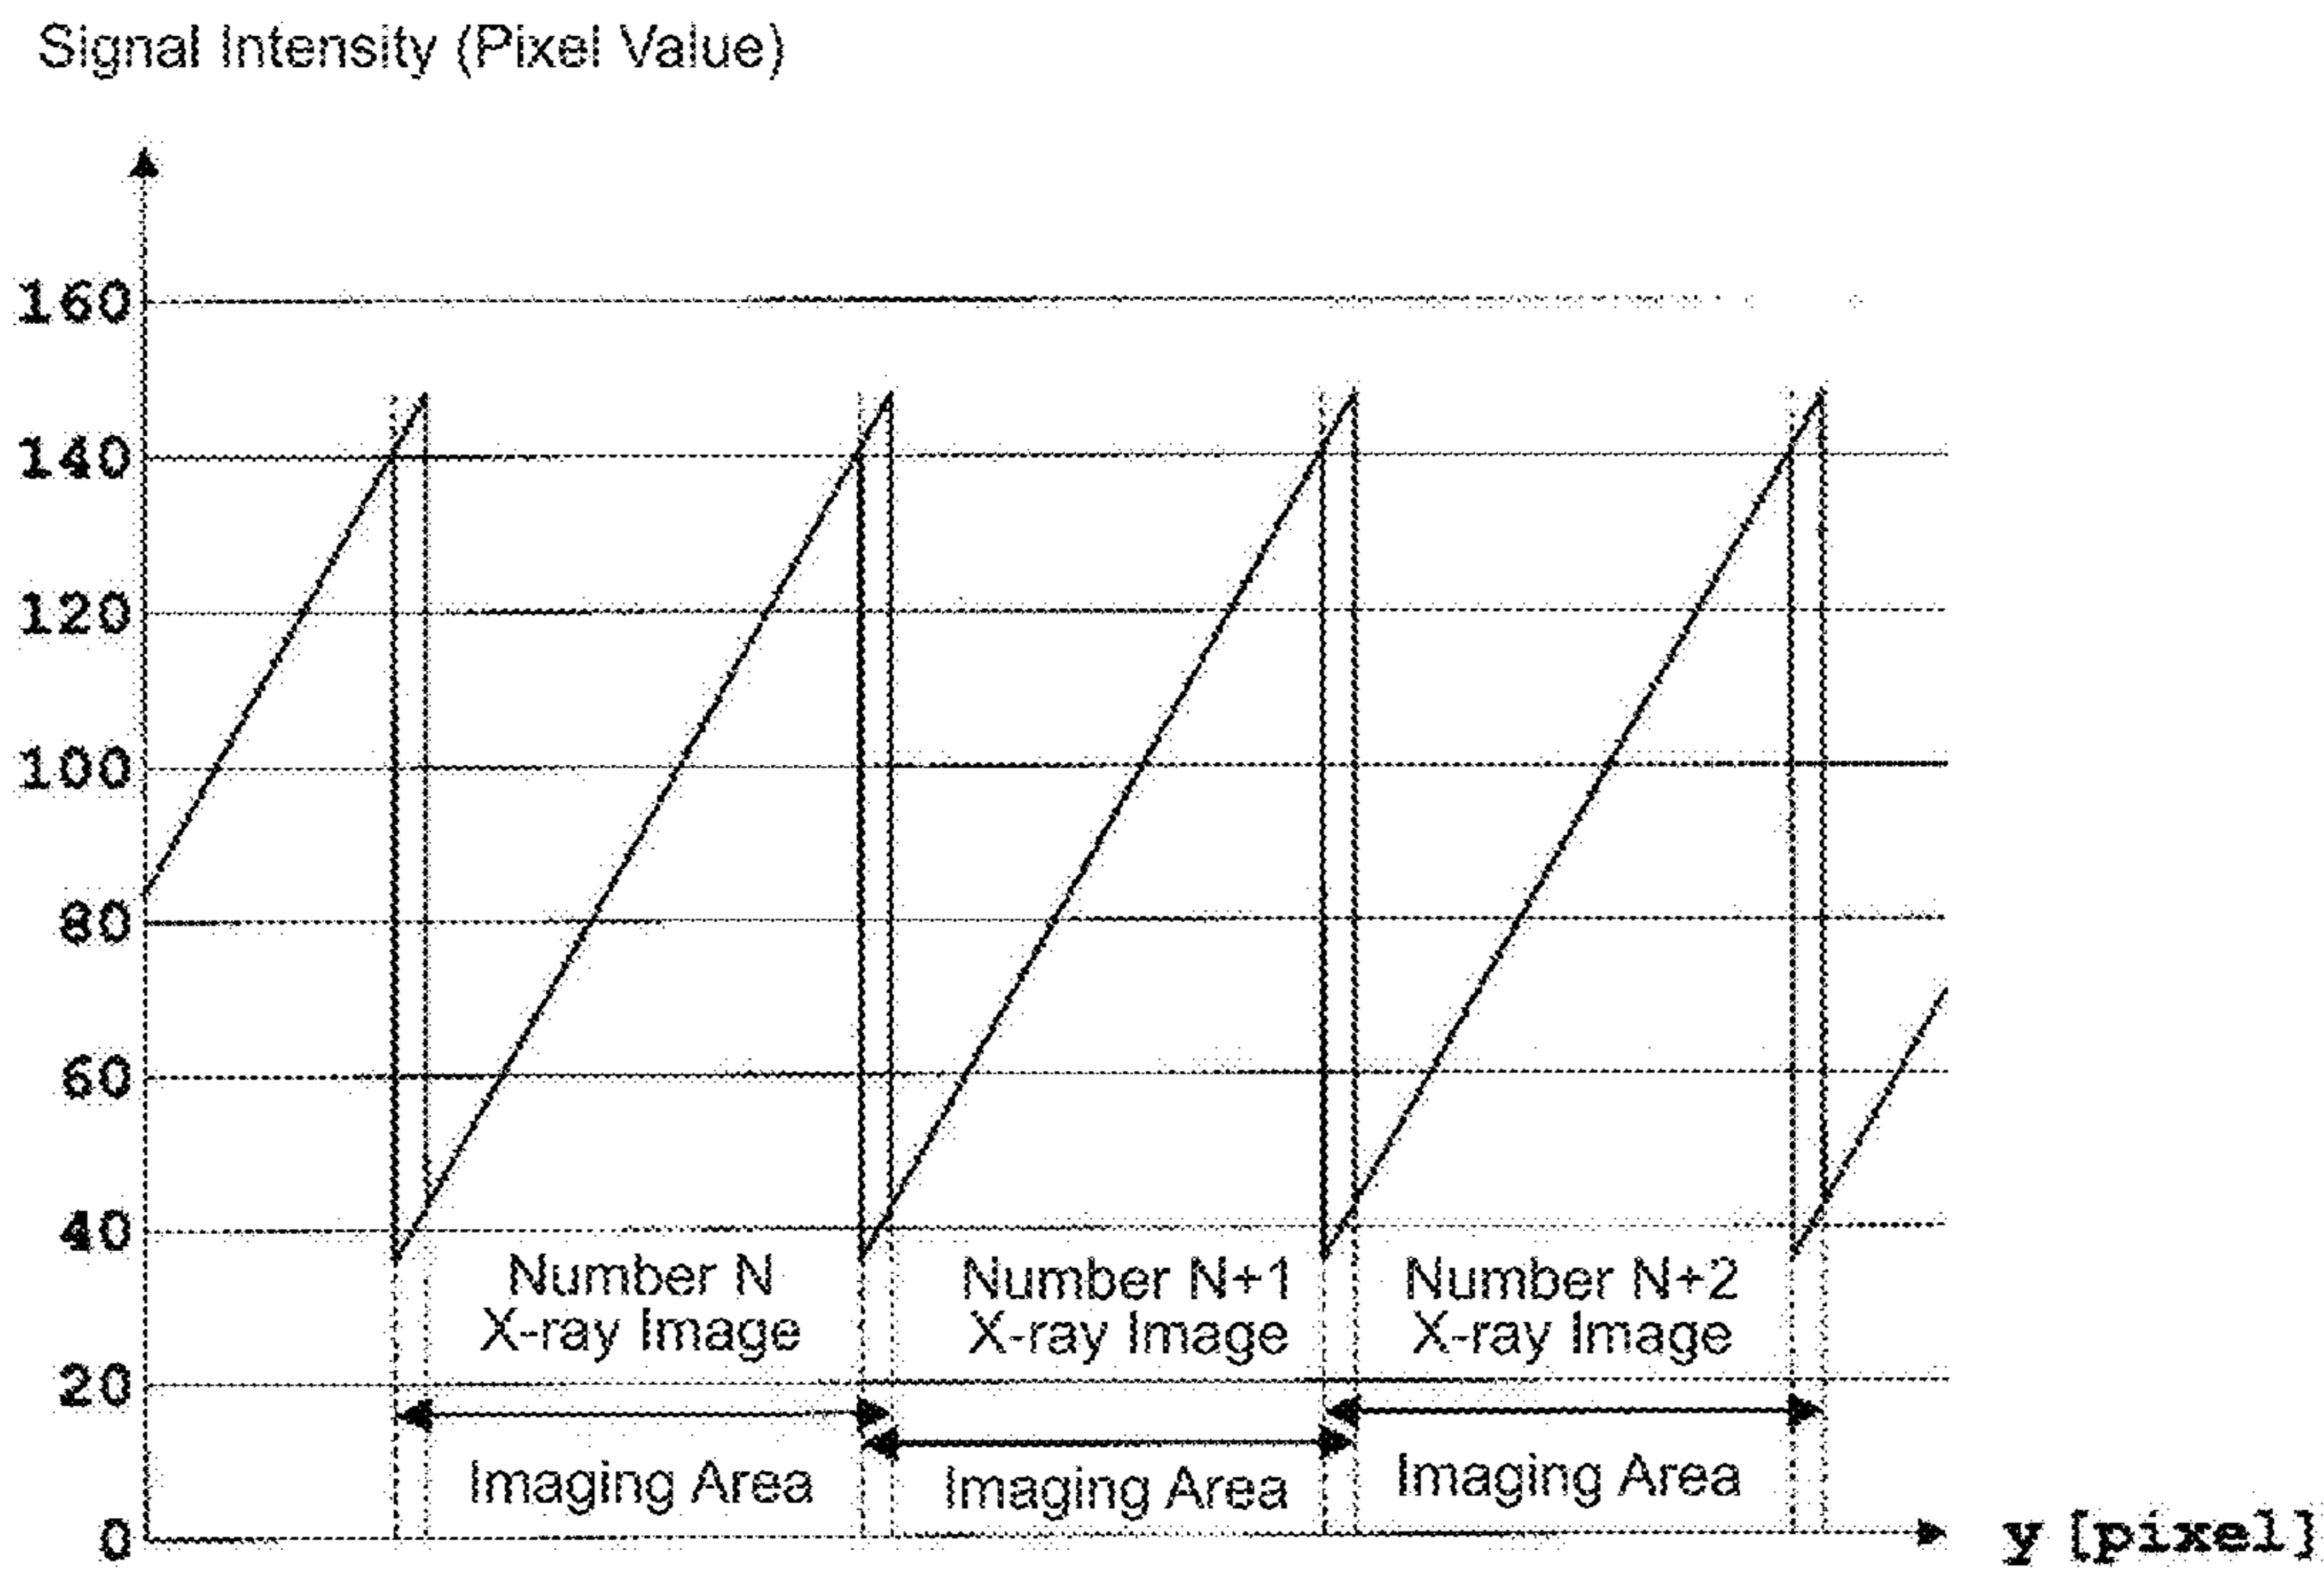 Signal Intensity (Pixel Value)
160
140
120
100
80
60
40
20
0
Number N
X-ray Image
Number N+1
X-ray Image
Number N+2
X-ray Image
Imaging Area
Imaging Area
Imaging Area
y [pixel]